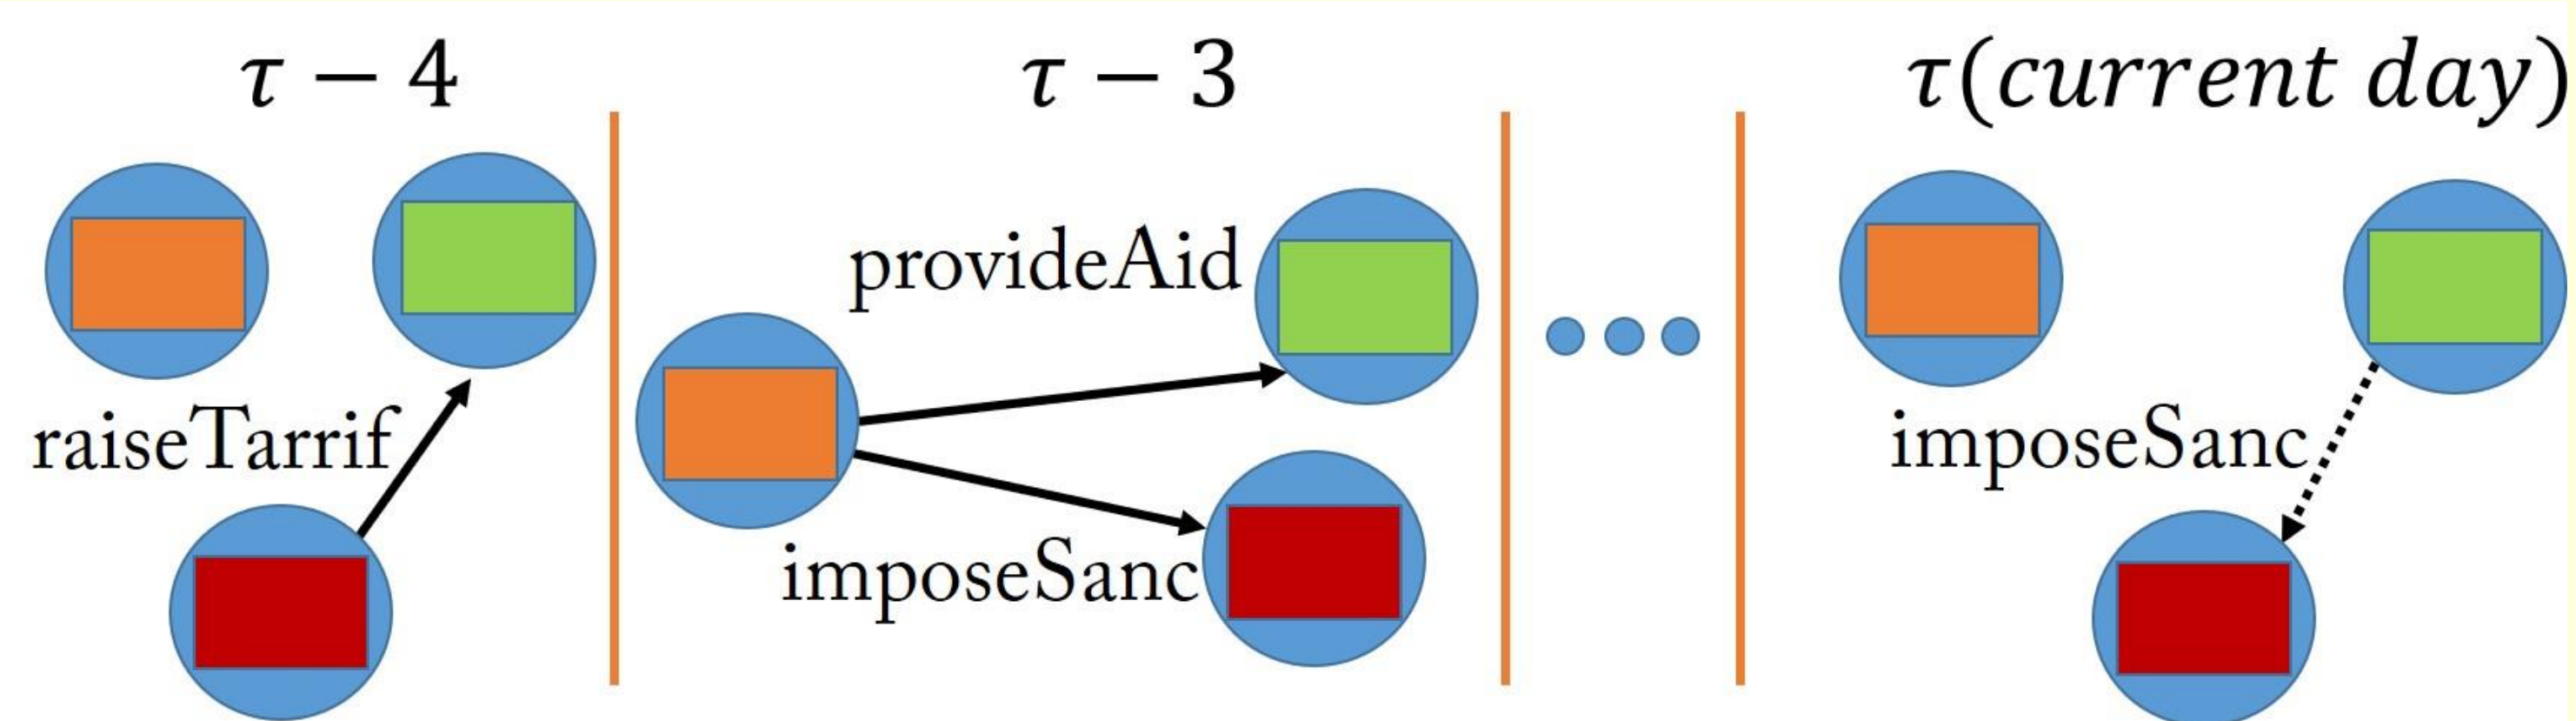 τ − 4
τ − 3
τ(current day)
raiseTarrif
provideAid
imposeSanc
imposeSanc